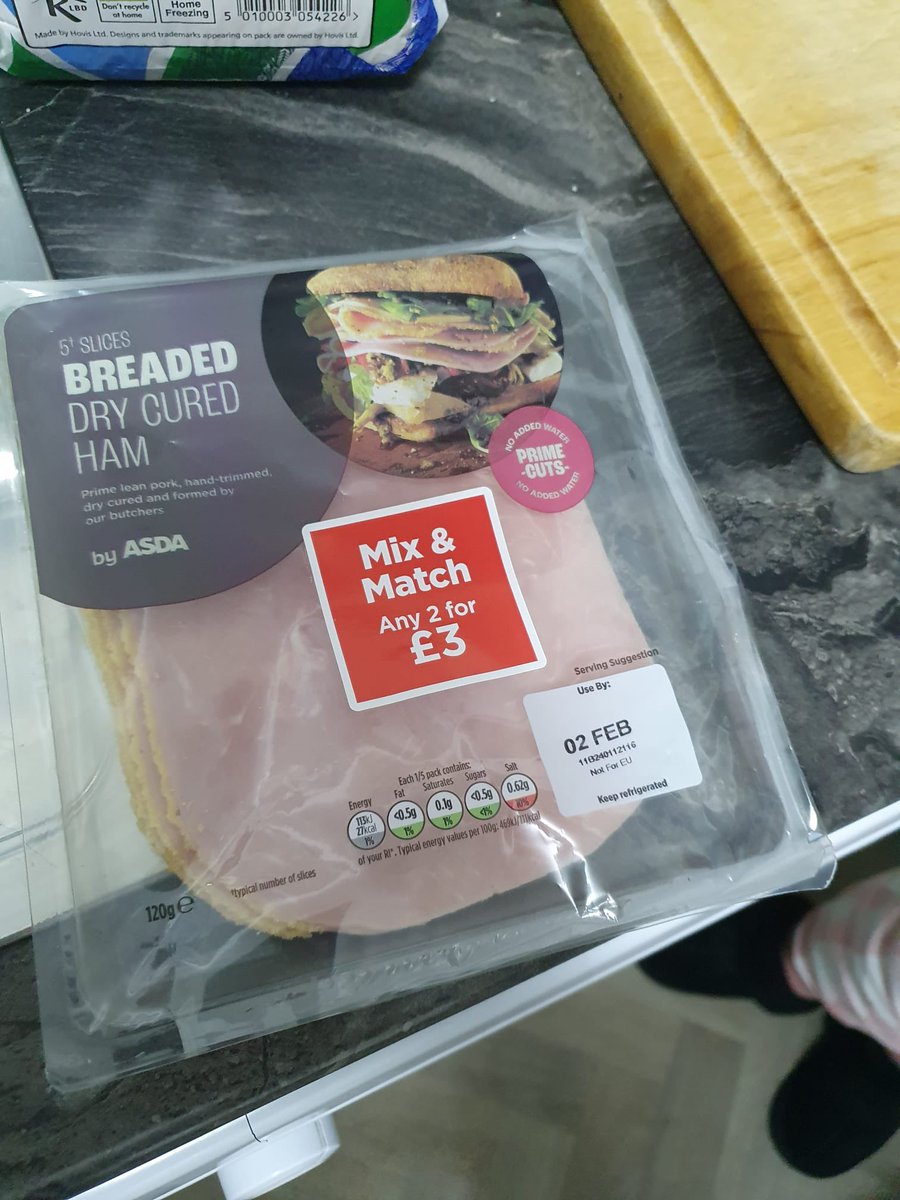 LBD
Don't recycle
at home
Home
Freezing
5 010003 054226 >
Made by Hovis Ltd. Designs and trademarks appearing on pack are owned by Hovis Ltd.
5† SLICES
BREADED
DRY CURED
HAM
Prime lean pork, hand-trimmed,
dry cured and formed by
our butchers
by ASDA
NO ADDED WATER
PRIME
-CUTS-
NO ADDED WATER
Mix &
Match
Any 2 for
£3
Serving Suggestion
Use By:
02 FEB
11B240112116
Not For EU
Keep refrigerated
Each 1/5 pack contains:
Energy Fat Saturates Sugars Salt
113kJ
27kcal <0.5g 0.1g <0.5g 0.62g
1% 1% 1% <1% 10%
of your RI*. Typical energy values per 100g: 469kJ/111kcal
†typical number of slices
120g e